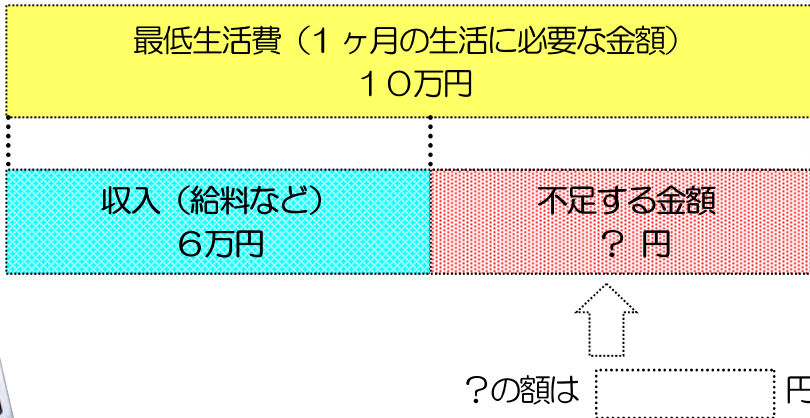 最低生活費（1ヶ月の生活に必要な金額）
１０万円
収入（給料など）
６万円
不足する金額
？ 円
？の額は 円